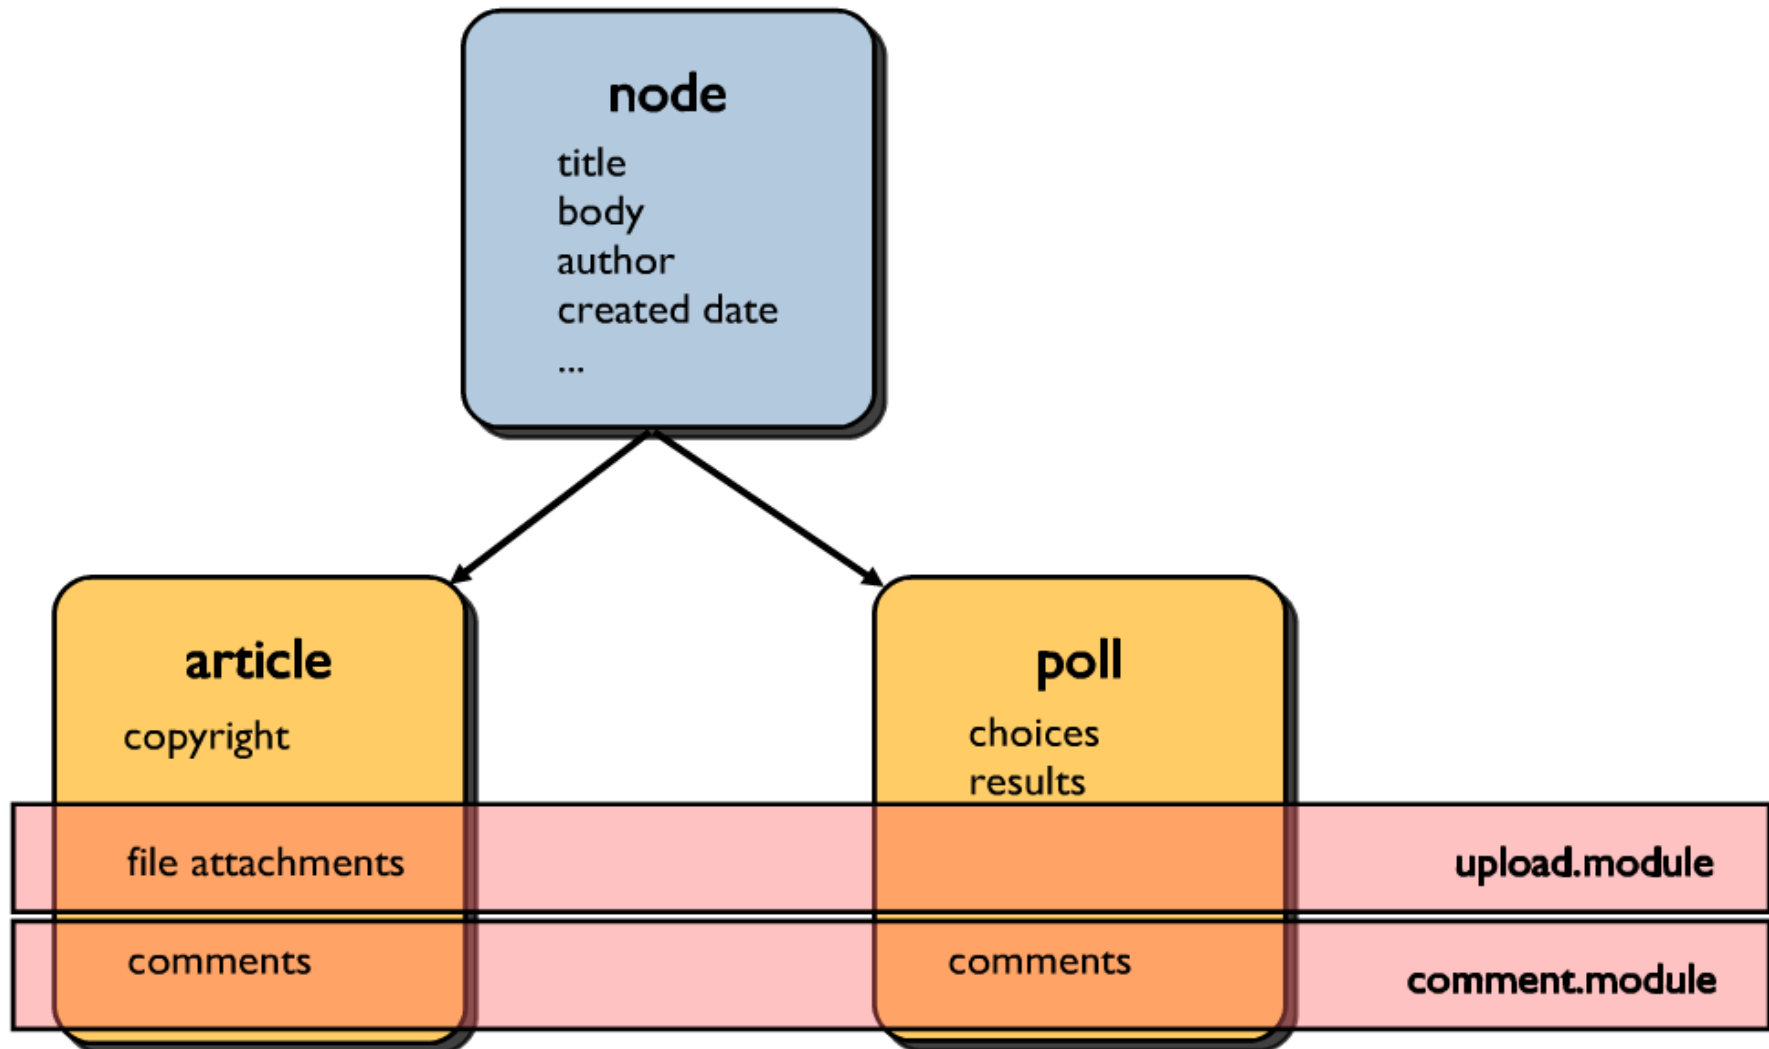 node
title
body
author
created date
...
article
copyright
poll
choices
results
file attachments
upload.module
comments
comments
comment.module